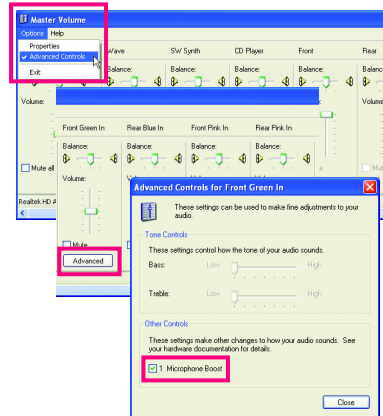 Master Volume
Options Help
Properties
Advanced Controls
Exit
Wave
SW Synth
CD Player
Front
Rear
Balance:
Balance:
Balance:
Balance:
Balanc
Volume:
Volume
Mute all
Mut
Realtek HD A
Front Green In
Rear Blue In
Front Pink In
Rear Pink In
Balance:
Balance:
Balance:
Balance:
Volume:
Mute
Advanced
Advanced Controls for Front Green In
These settings can be used to make fine adjustments to your
audio.
Tone Controls
These settings control how the tone of your audio sounds.
Bass: Low High
Treble: Low High
Other Controls
These settings make other changes to how your audio sounds. See
your hardware documentation for details.
1 Microphone Boost
Close